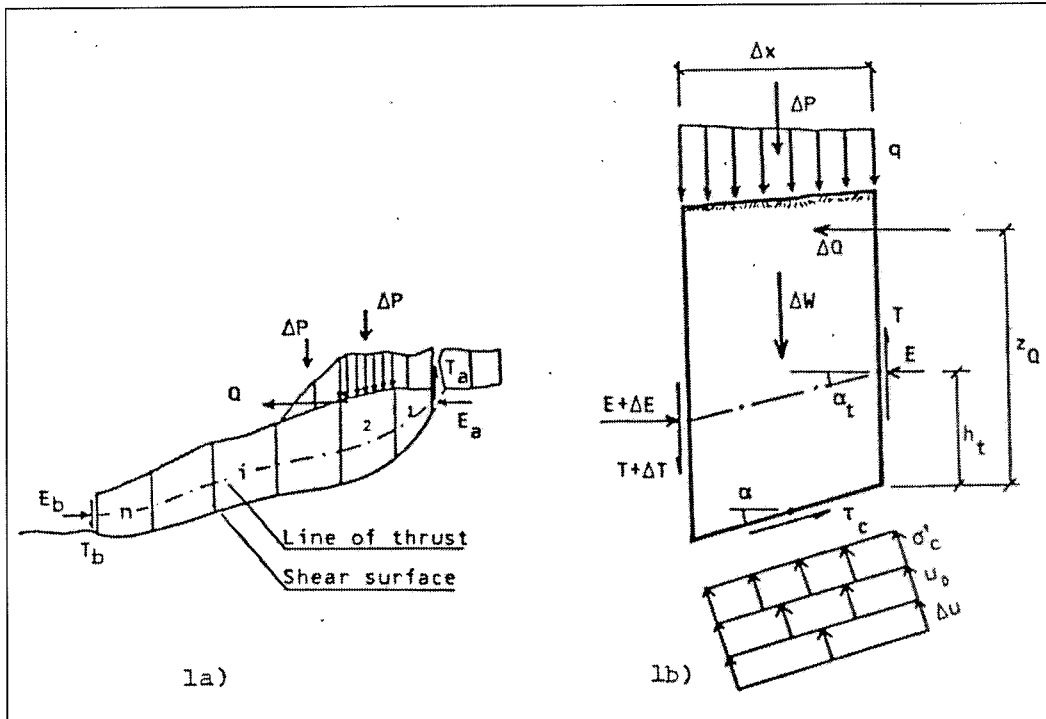 ΔP
ΔP
Q
T_a
E_a
1
2
i
n
E_b
T_b
Line of thrust
Shear surface
1a)
Δx
ΔP
q
ΔQ
ΔW
T
E
z_Q
α_t
h_t
E+ΔE
T+ΔT
α
τ_c
σ'_c
u_o
Δu
1b)